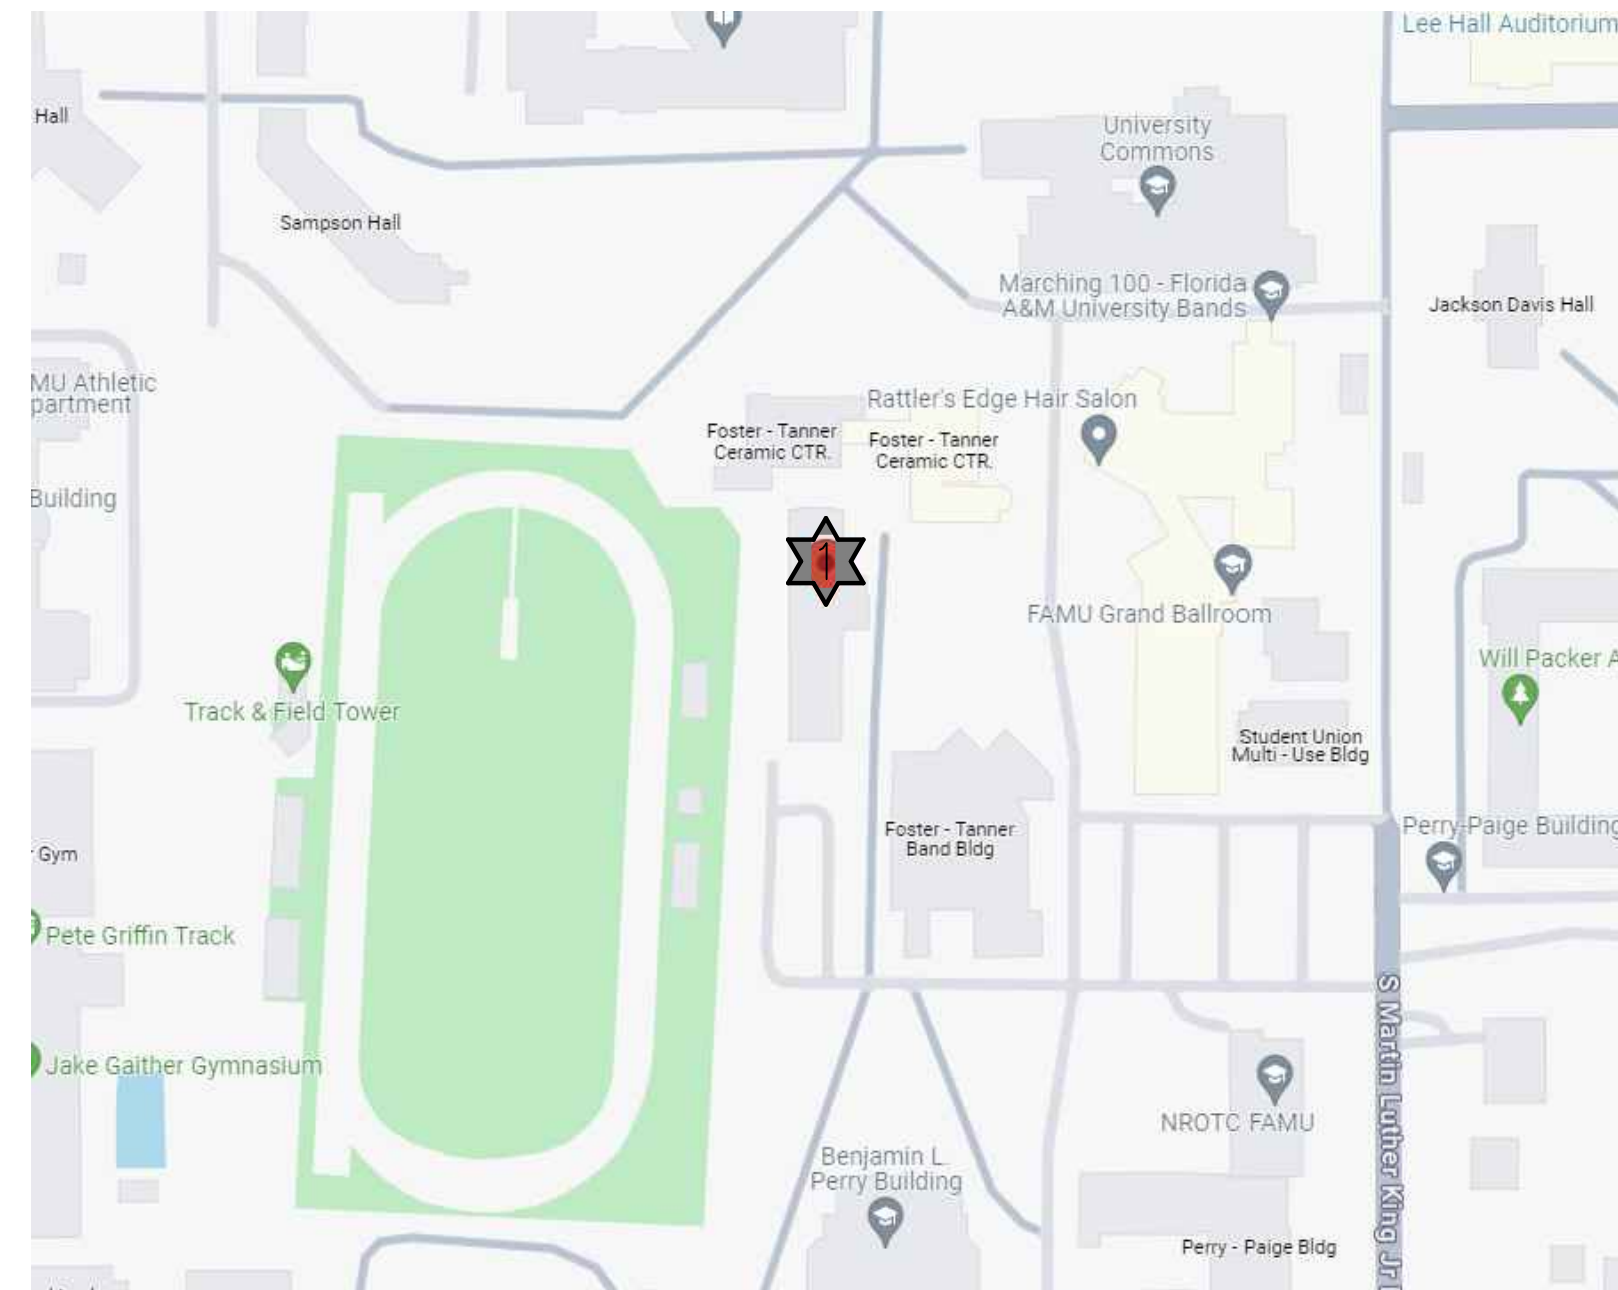 Lee Hall Auditorium
Hall
University
Commons
Sampson Hall
Marching 100 - Florida
A&M University Bands
Jackson Davis Hall
MU Athletic
partment
Rattler's Edge Hair Salon
Foster - Tanner
Ceramic CTR.
Foster - Tanner
Ceramic CTR.
Building
1
FAMU Grand Ballroom
Will Packer A
Track & Field Tower
Student Union
Multi - Use Bldg
Perry-Paige Building
Foster - Tanner
Band Bldg
Gym
Pete Griffin Track
S Martin Luther King Jr
Jake Gaither Gymnasium
NROTC FAMU
Benjamin L.
Perry Building
Perry - Paige Bldg